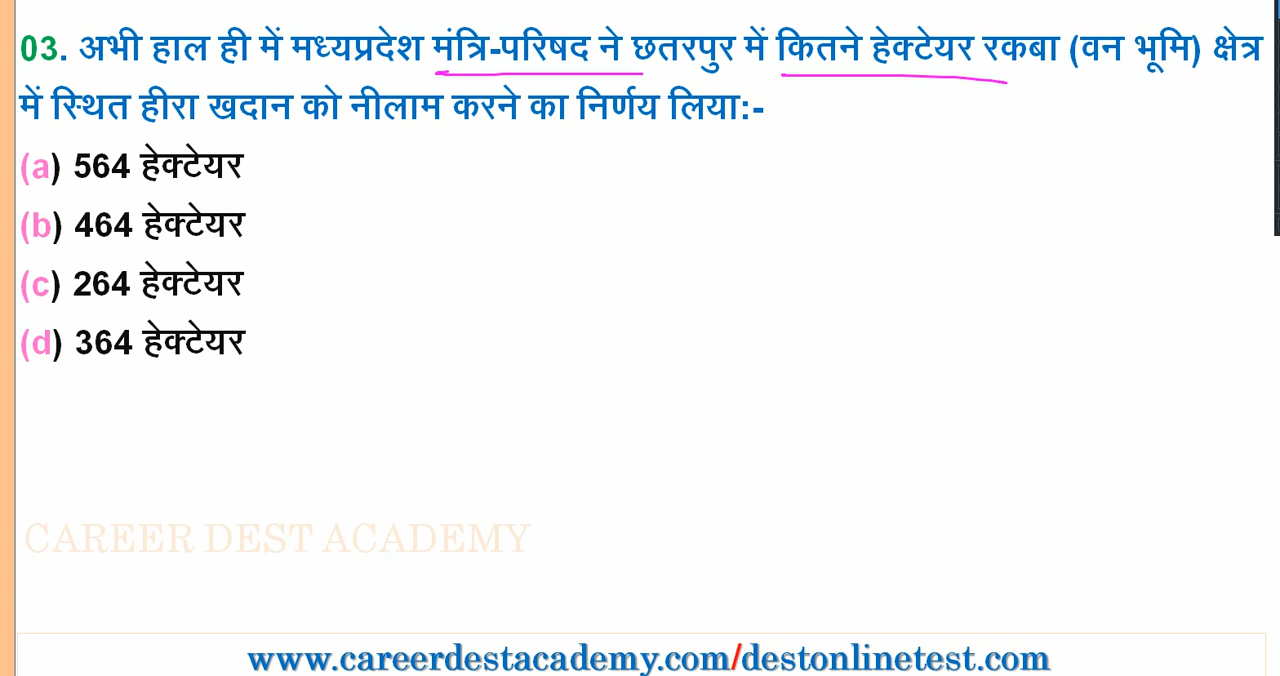 03. अभी हाल ही में मध्यप्रदेश मंत्रि-परिषद ने छतरपुर में कितने हेक्टेयर रकबा (वन भूमि) क्षेत्र
में स्थित हीरा खदान को नीलाम करने का निर्णय लिया:-
(a) 564 हेक्टेयर
(b) 464 हेक्टेयर
(c) 264 हेक्टेयर
(d) 364 हेक्टेयर
CAREER DEST ACADEMY
www.careerdestacademy.com/destonlinetest.com